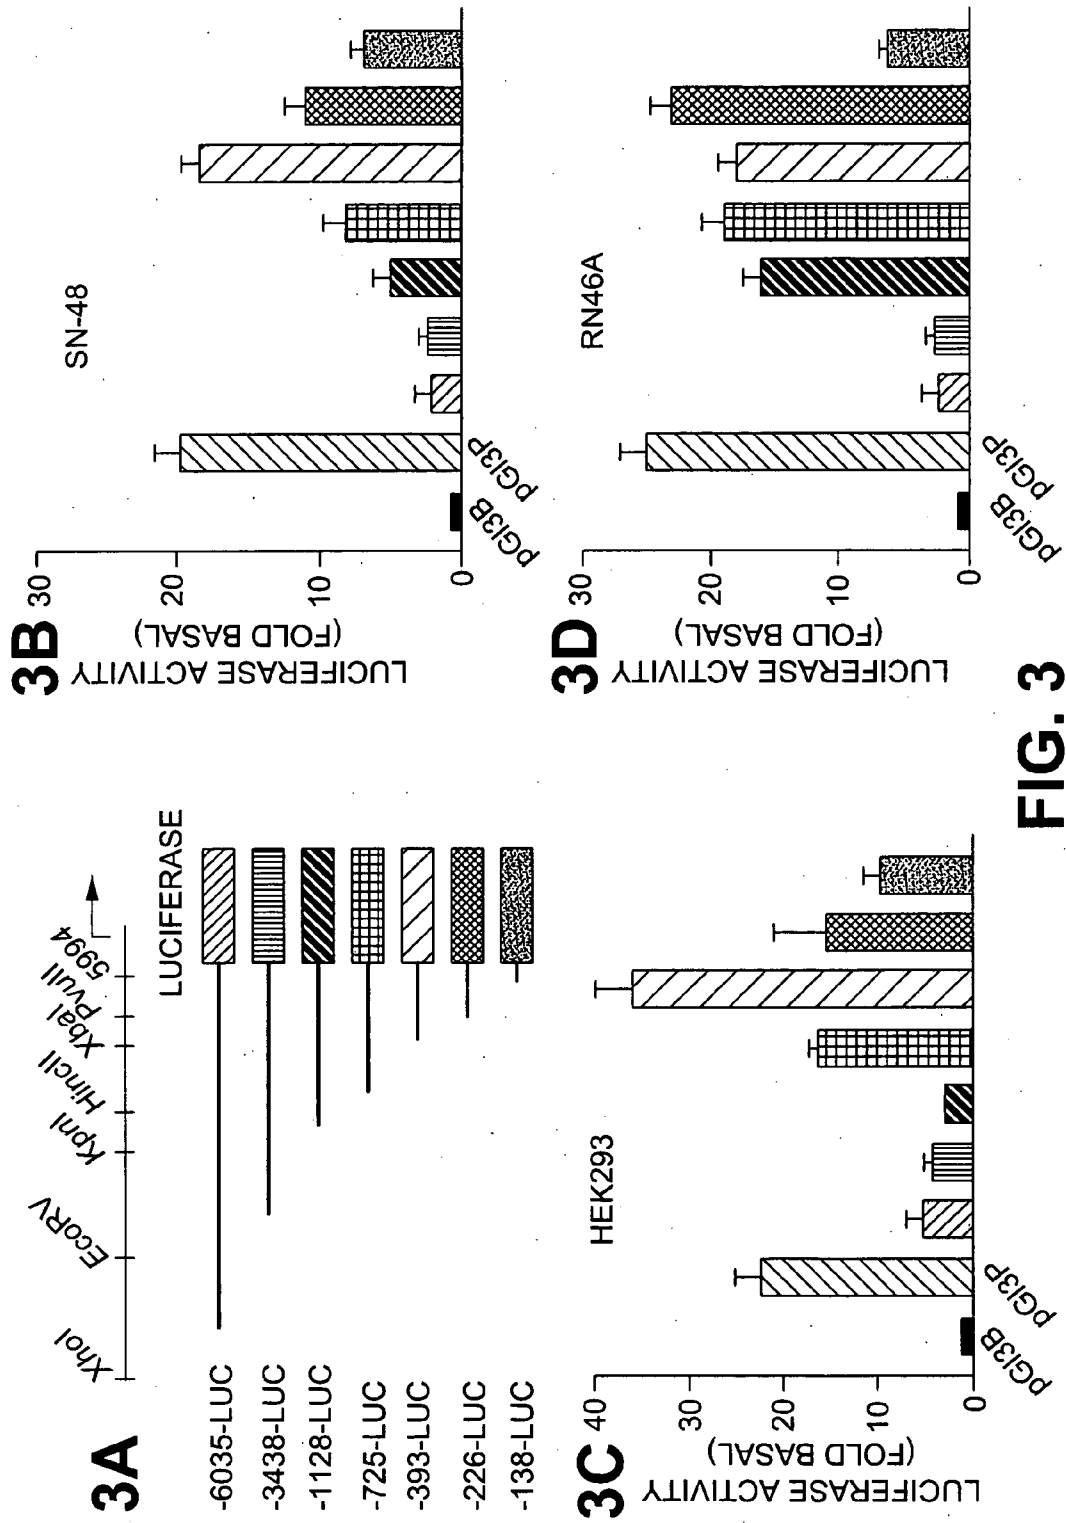 3A
XhoI
EcoRV
KpnI
HincII
XbaI
PvuII
5994
LUCIFERASE
-6035-LUC
-3438-LUC
-1128-LUC
-725-LUC
-393-LUC
-226-LUC
-138-LUC
3B
SN-48
LUCIFERASE ACTIVITY
(FOLD BASAL)
30
20
10
0
pGl3B
pGl3P
3C
HEK293
LUCIFERASE ACTIVITY
(FOLD BASAL)
40
30
20
10
0
pGl3B
pGl3P
3D
RN46A
LUCIFERASE ACTIVITY
(FOLD BASAL)
30
20
10
0
pGl3B
pGl3P
FIG. 3